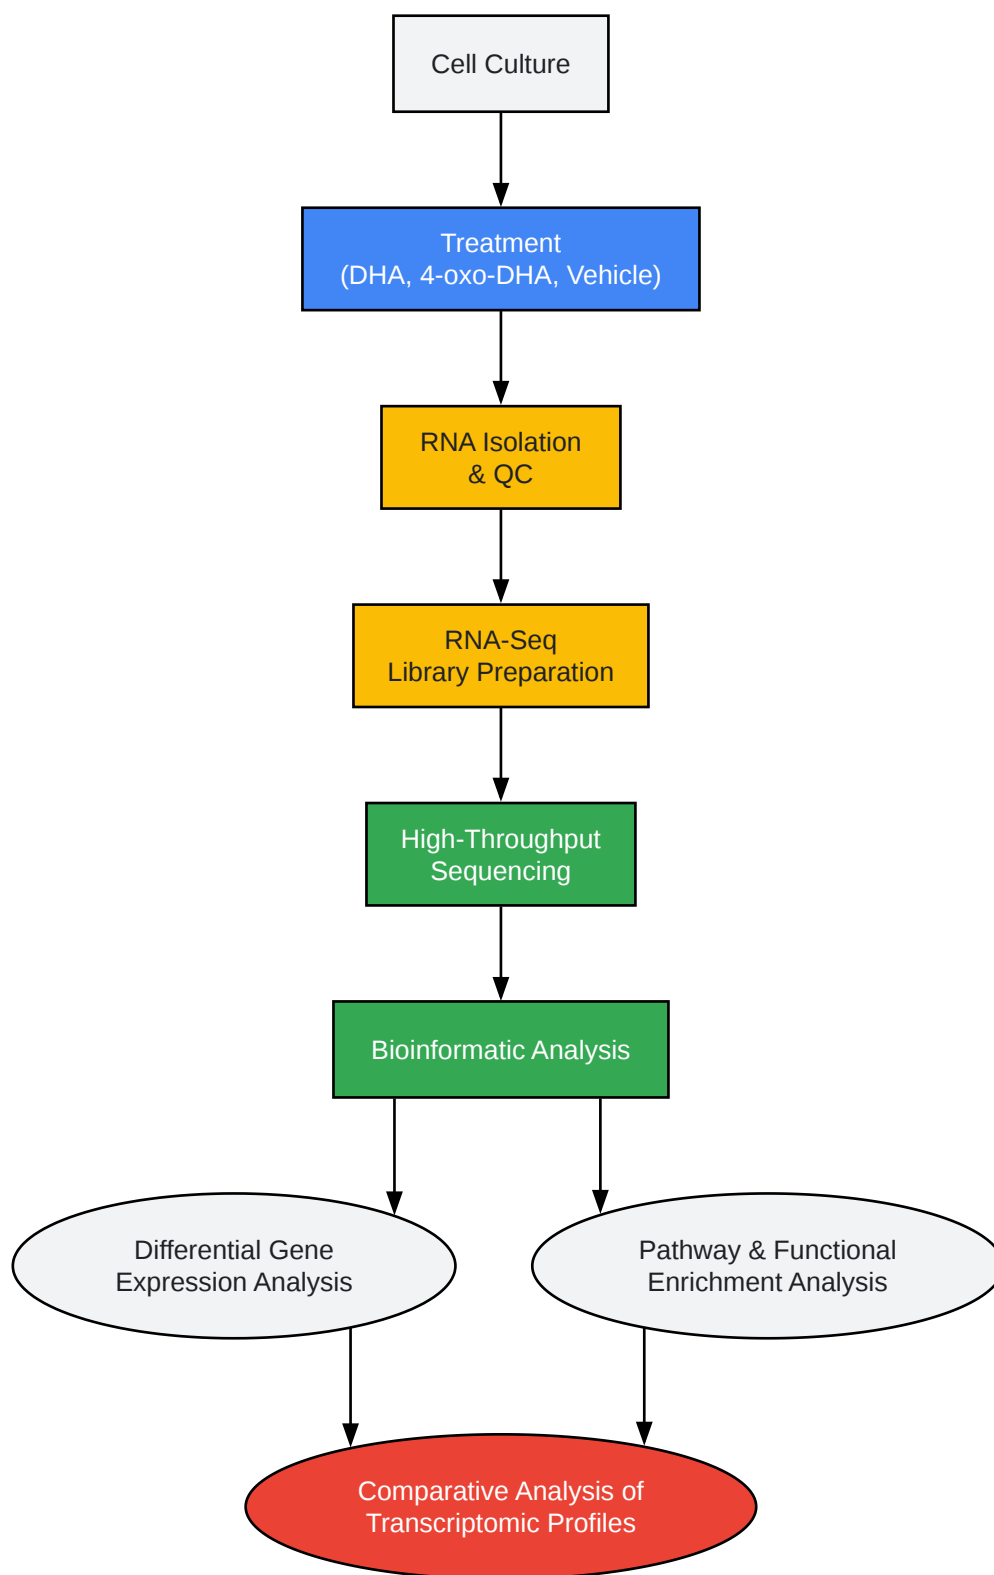 Cell Culture
Treatment
(DHA, 4-oxo-DHA, Vehicle)
RNA Isolation
& QC
RNA-Seq
Library Preparation
High-Throughput
Sequencing
Bioinformatic Analysis
Differential Gene
Expression Analysis
Pathway & Functional
Enrichment Analysis
Comparative Analysis of
Transcriptomic Profiles